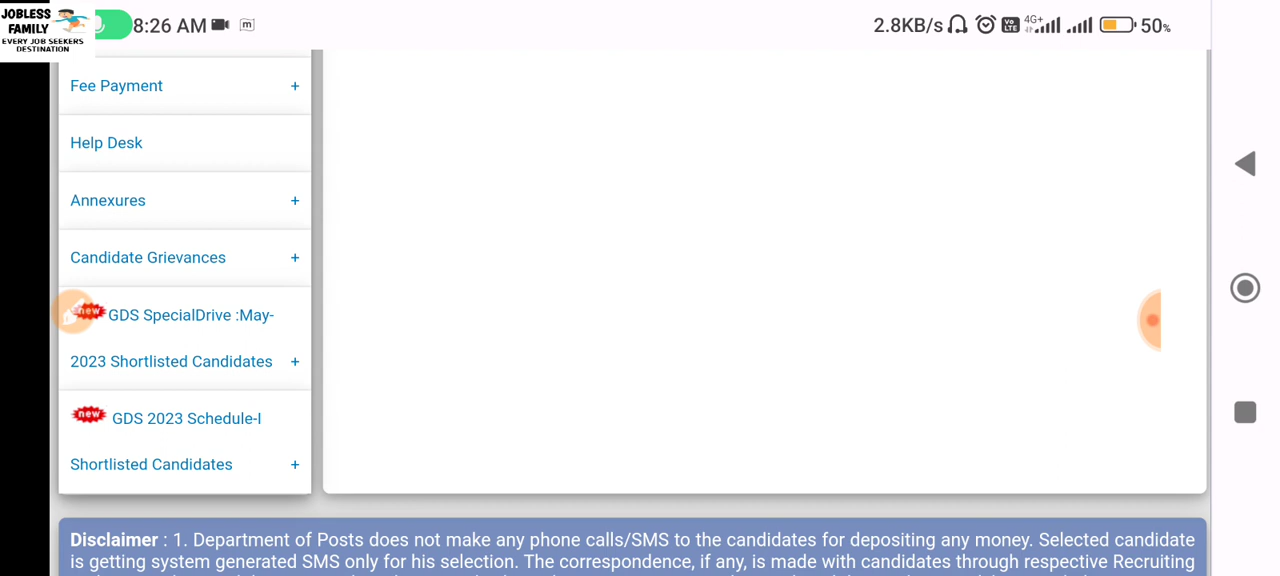 JOBLESS
FAMILY
EVERY JOB SEEKERS
DESTINATION
8:26 AM
m
2.8KB/s
Vo
LTE
4G+
50%
Fee Payment +
Help Desk
Annexures +
Candidate Grievances +
new GDS SpecialDrive :May-
2023 Shortlisted Candidates +
new GDS 2023 Schedule-I
Shortlisted Candidates +
Disclaimer : 1. Department of Posts does not make any phone calls/SMS to the candidates for depositing any money. Selected candidate
is getting system generated SMS only for his selection. The correspondence, if any, is made with candidates through respective Recruiting